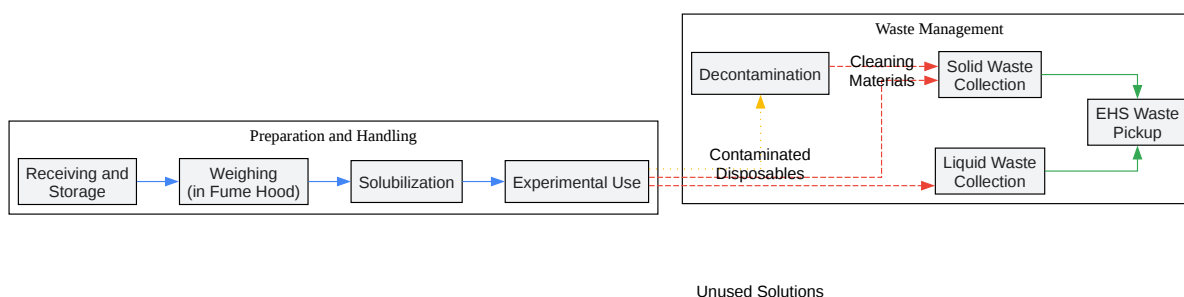 Preparation and Handling
Receiving and
Storage
Weighing
(in Fume Hood)
Solubilization
Experimental Use
Waste Management
Decontamination
Cleaning
Materials
Solid Waste
Collection
EHS Waste
Pickup
Contaminated
Disposables
Liquid Waste
Collection
Unused Solutions